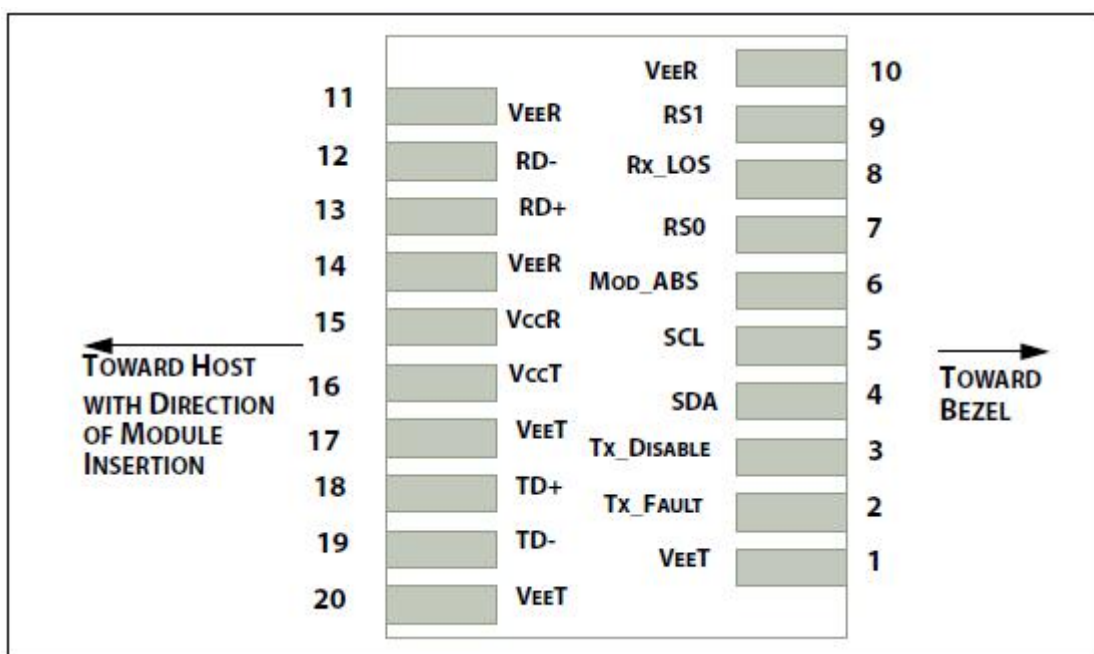 11 VEER
12 RD-
13 RD+
14 VEER
15 VCCR
16 VCCT
17 VEET
18 TD+
19 TD-
20 VEET
VEER 10
RS1 9
RX_LOS 8
RS0 7
MOD_ABS 6
SCL 5
SDA 4
TX_DISABLE 3
TX_FAULT 2
VEET 1
TOWARD HOST
WITH DIRECTION
OF MODULE
INSERTION
TOWARD
BEZEL